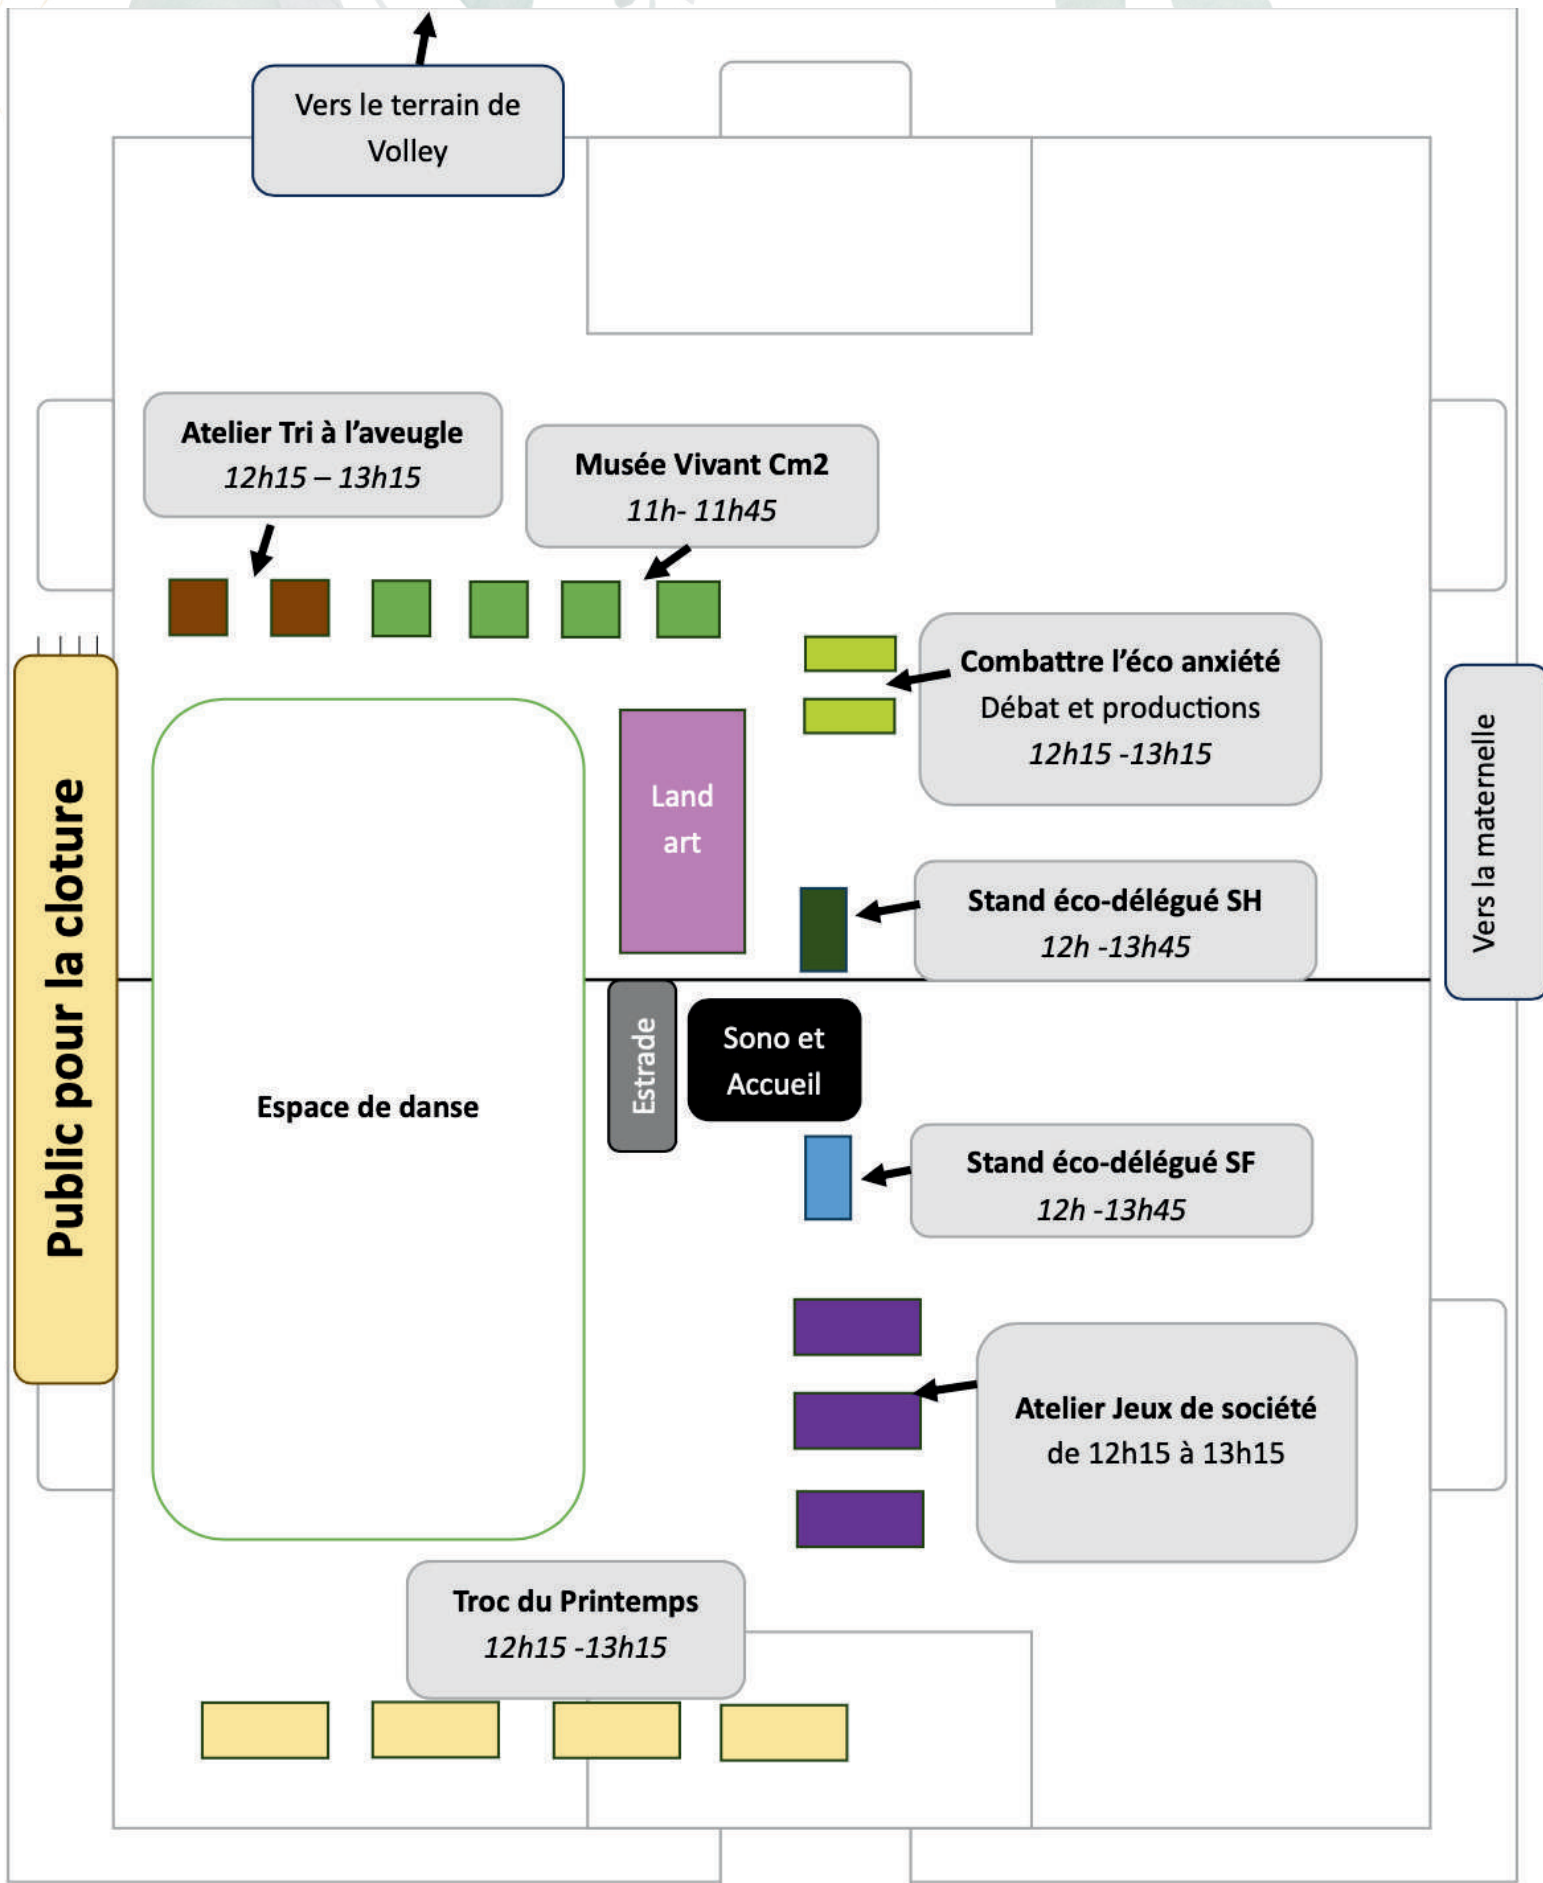 Vers le terrain de
Volley
Atelier Tri à l’aveugle
12h15 – 13h15
Musée Vivant Cm2
11h- 11h45
Combattre l’éco anxiété
Débat et productions
12h15 -13h15
Vers la maternelle
Public pour la cloture
Land
art
Stand éco-délégué SH
12h -13h45
Espace de danse
Estrade
Sono et
Accueil
Stand éco-délégué SF
12h -13h45
Atelier Jeux de société
de 12h15 à 13h15
Troc du Printemps
12h15 -13h15